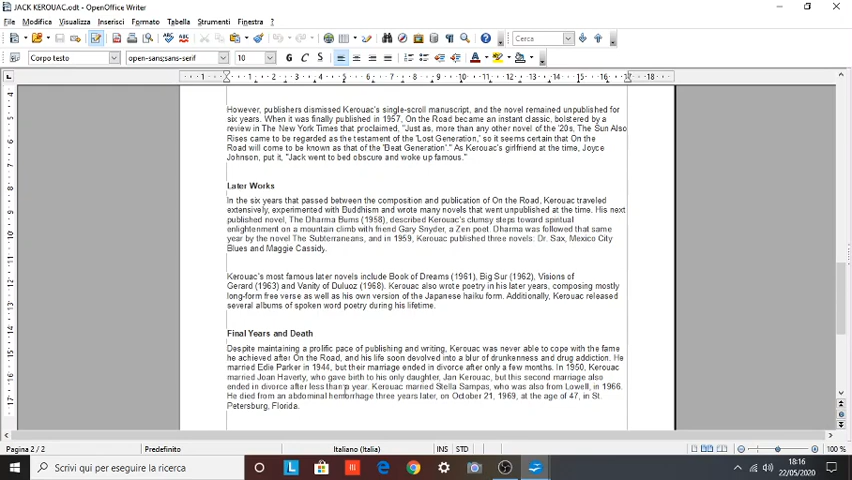 JACK KEROUAC.odt - OpenOffice Writer
File Modifica Visualizza Inserisci Formato Tabella Strumenti Finestra ?
Cerca
Corpo testo open-sans;sans-serif 10 G C S
1 1 2 3 4 5 6 7 8 9 10 11 12 13 14 15 16 17 18
However, publishers dismissed Kerouac's single-scroll manuscript, and the novel remained unpublished for
six years. When it was finally published in 1957, On the Road became an instant classic, bolstered by a
review in The New York Times that proclaimed, "Just as, more than any other novel of the '20s, The Sun Also
Rises came to be regarded as the testament of the 'Lost Generation,' so it seems certain that On the
Road will come to be known as that of the 'Beat Generation'." As Kerouac's girlfriend at the time, Joyce
Johnson, put it, "Jack went to bed obscure and woke up famous."
Later Works
In the six years that passed between the composition and publication of On the Road, Kerouac traveled
extensively, experimented with Buddhism and wrote many novels that went unpublished at the time. His next
published novel, The Dharma Bums (1958), described Kerouac's clumsy steps toward spiritual
enlightenment on a mountain climb with friend Gary Snyder, a Zen poet. Dharma was followed that same
year by the novel The Subterraneans, and in 1959, Kerouac published three novels: Dr. Sax, Mexico City
Blues and Maggie Cassidy.
Kerouac's most famous later novels include Book of Dreams (1961), Big Sur (1962), Visions of
Gerard (1963) and Vanity of Duluoz (1968). Kerouac also wrote poetry in his later years, composing mostly
long-form free verse as well as his own version of the Japanese haiku form. Additionally, Kerouac released
several albums of spoken word poetry during his lifetime.
Final Years and Death
Despite maintaining a prolific pace of publishing and writing, Kerouac was never able to cope with the fame
he achieved after On the Road, and his life soon devolved into a blur of drunkenness and drug addiction. He
married Edie Parker in 1944, but their marriage ended in divorce after only a few months. In 1950, Kerouac
married Joan Haverty, who gave birth to his only daughter, Jan Kerouac, but this second marriage also
ended in divorce after less than a year. Kerouac married Stella Sampas, who was also from Lowell, in 1966.
He died from an abdominal hemorrhage three years later, on October 21, 1969, at the age of 47, in St.
Petersburg, Florida.
Pagina 2 / 2 Predefinito Italiano (Italia) INS STD 100 %
Scrivi qui per eseguire la ricerca
18:16
22/05/2020